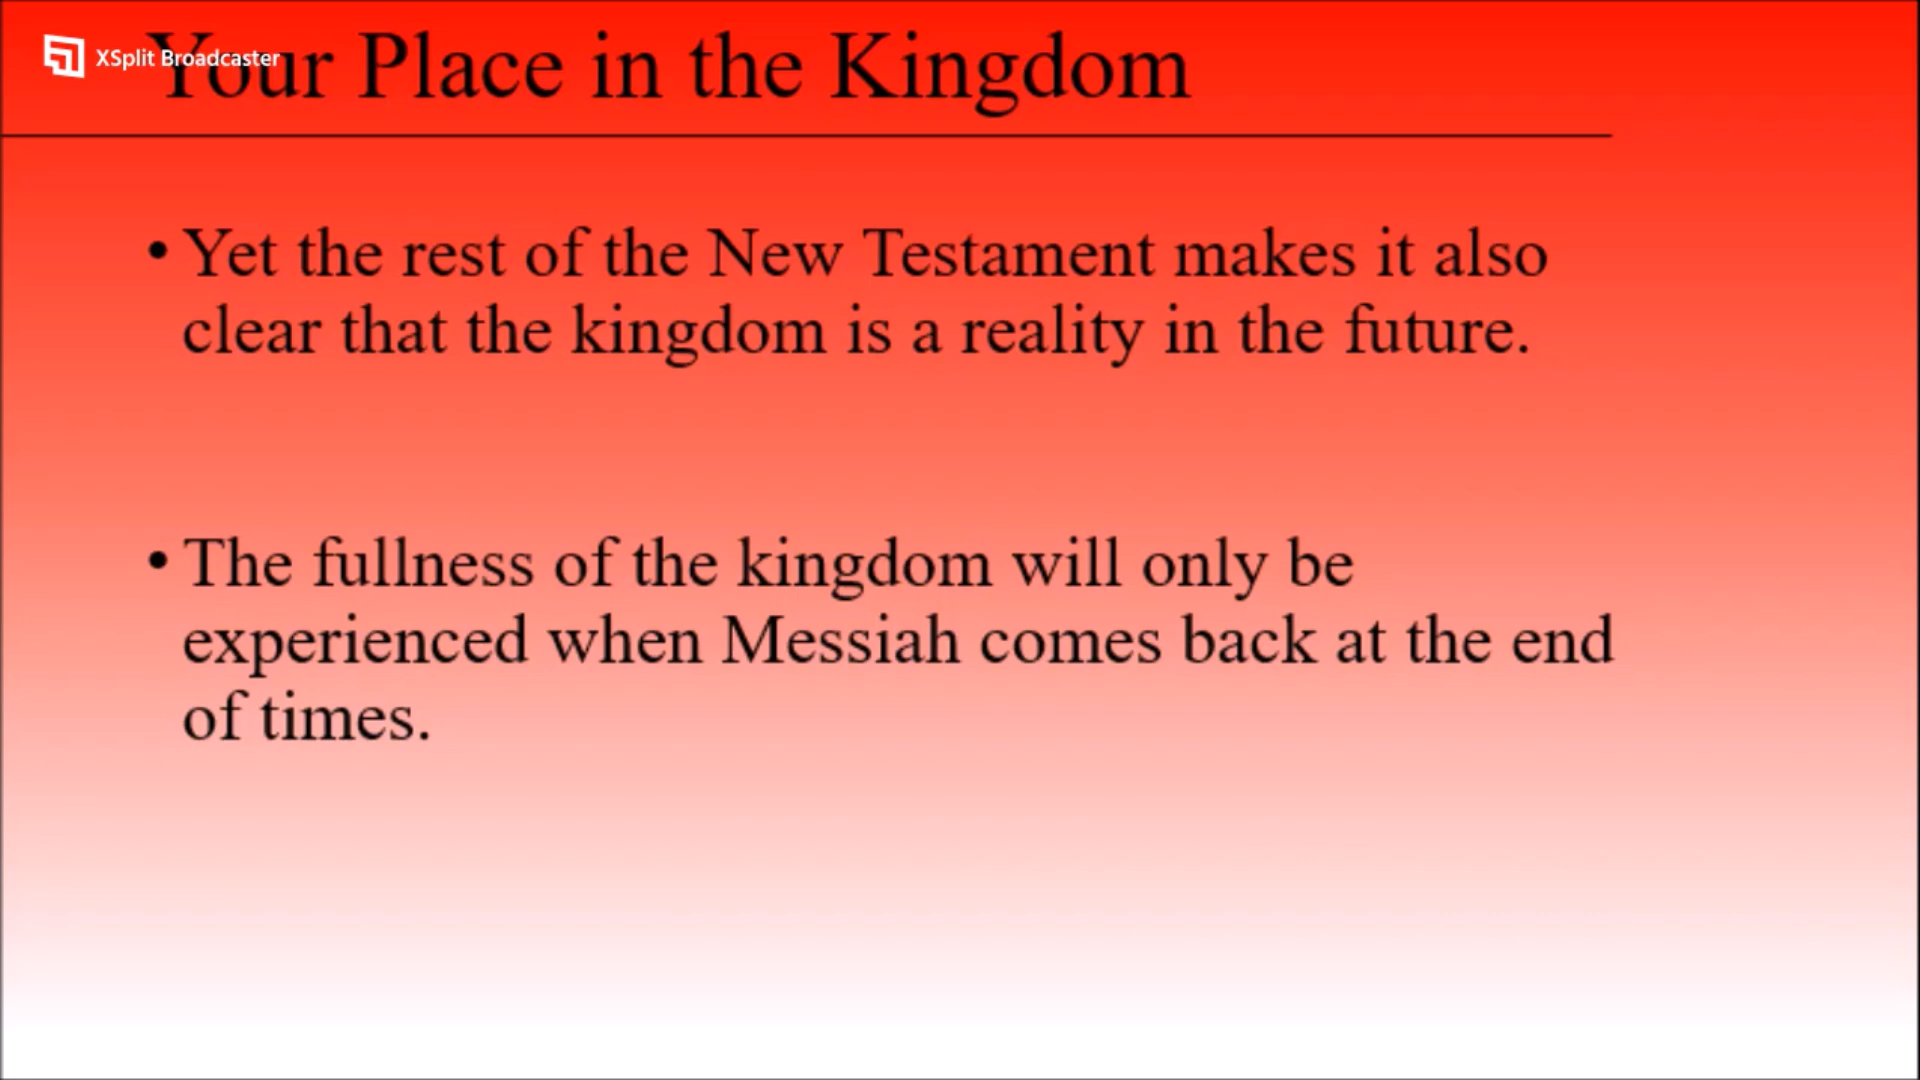 XSplit Broadcaster
Your Place in the Kingdom
• Yet the rest of the New Testament makes it also
clear that the kingdom is a reality in the future.
• The fullness of the kingdom will only be
experienced when Messiah comes back at the end
of times.